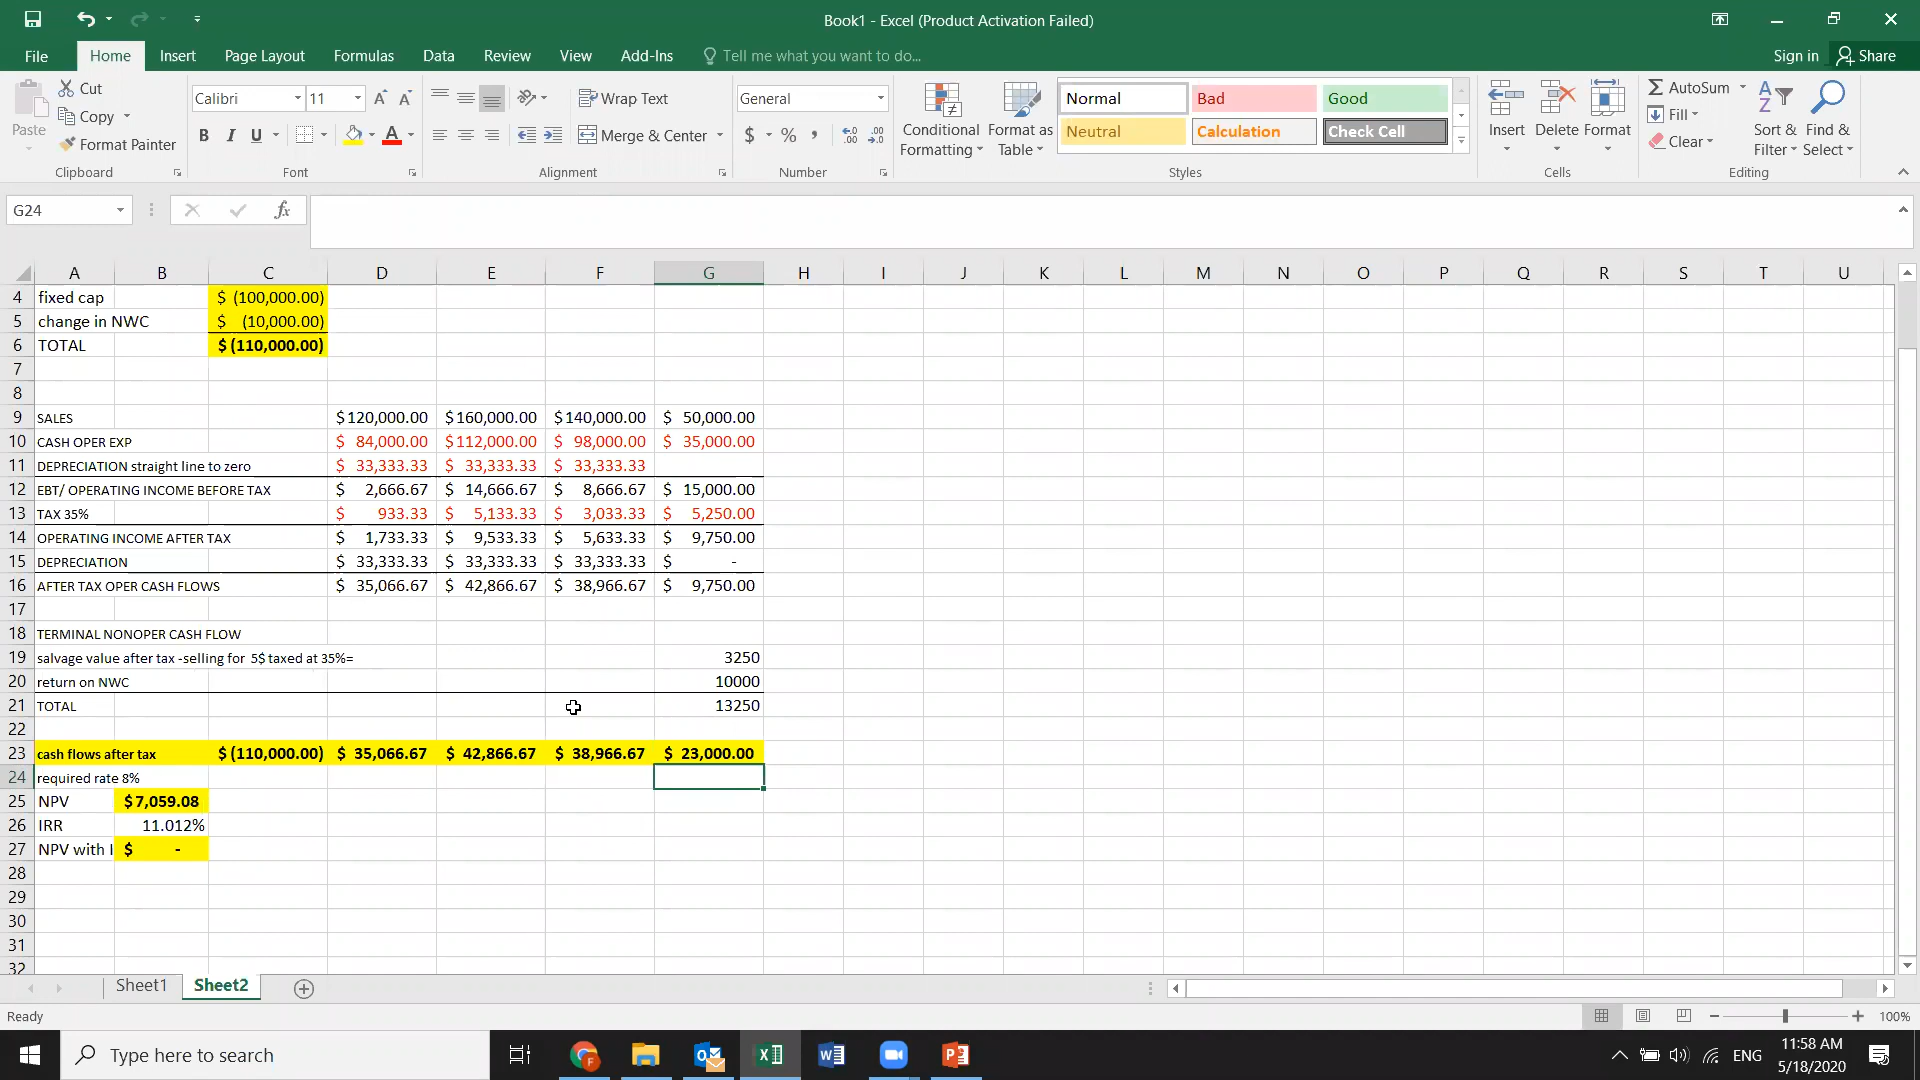 Book1 - Excel (Product Activation Failed)
File Home Insert Page Layout Formulas Data Review View Add-Ins Tell me what you want to do... Sign in Share
Paste Cut Copy Format Painter
Calibri 11 A A B I U A
Wrap Text Merge & Center
General $ % ,
Conditional Formatting Format as Table
Normal Bad Good
Neutral Calculation Check Cell
Insert Delete Format
AutoSum Fill Clear Sort & Filter Find & Select
Clipboard Font Alignment Number Styles Cells Editing
G24 fx
A B C D E F G H I J K L M N O P Q R S T U
4 fixed cap $ (100,000.00)
5 change in NWC $ (10,000.00)
6 TOTAL $ (110,000.00)
7
8
9 SALES $ 120,000.00 $ 160,000.00 $ 140,000.00 $ 50,000.00
10 CASH OPER EXP $ 84,000.00 $ 112,000.00 $ 98,000.00 $ 35,000.00
11 DEPRECIATION straight line to zero $ 33,333.33 $ 33,333.33 $ 33,333.33
12 EBT/ OPERATING INCOME BEFORE TAX $ 2,666.67 $ 14,666.67 $ 8,666.67 $ 15,000.00
13 TAX 35% $ 933.33 $ 5,133.33 $ 3,033.33 $ 5,250.00
14 OPERATING INCOME AFTER TAX $ 1,733.33 $ 9,533.33 $ 5,633.33 $ 9,750.00
15 DEPRECIATION $ 33,333.33 $ 33,333.33 $ 33,333.33 $ -
16 AFTER TAX OPER CASH FLOWS $ 35,066.67 $ 42,866.67 $ 38,966.67 $ 9,750.00
17
18 TERMINAL NONOPER CASH FLOW
19 salvage value after tax -selling for 5$ taxed at 35%= 3250
20 return on NWC 10000
21 TOTAL 13250
22
23 cash flows after tax $ (110,000.00) $ 35,066.67 $ 42,866.67 $ 38,966.67 $ 23,000.00
24 required rate 8%
25 NPV $ 7,059.08
26 IRR 11.012%
27 NPV with I $ -
28
29
30
31
32
Sheet1 Sheet2
Ready 100%
Type here to search ENG 11:58 AM
5/18/2020